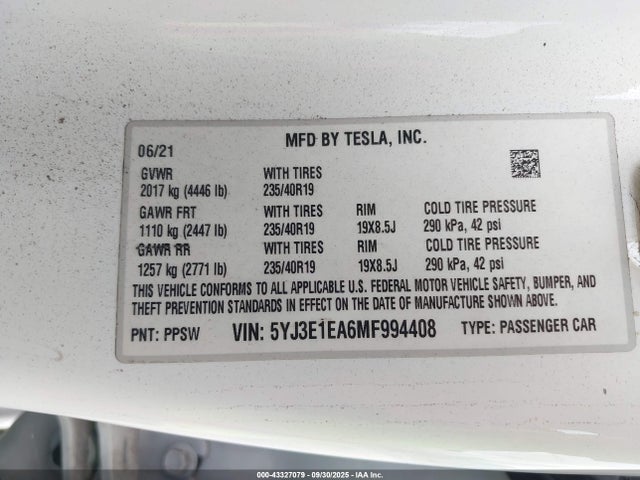 06/21 MFD BY TESLA, INC.
GVWR WITH TIRES
2017 kg (4446 lb) 235/40R19
GAWR FRT WITH TIRES RIM COLD TIRE PRESSURE
1110 kg (2447 lb) 235/40R19 19X8.5J 290 kPa, 42 psi
GAWR RR WITH TIRES RIM COLD TIRE PRESSURE
1257 kg (2771 lb) 235/40R19 19X8.5J 290 kPa, 42 psi
THIS VEHICLE CONFORMS TO ALL APPLICABLE U.S. FEDERAL MOTOR VEHICLE SAFETY, BUMPER, AND
THEFT PREVENTION STANDARDS IN EFFECT ON THE DATE OF MANUFACTURE SHOWN ABOVE.
PNT: PPSW VIN: 5YJ3E1EA6MF994408 TYPE: PASSENGER CAR
000-43327079 - 09/30/2025 - IAA Inc.